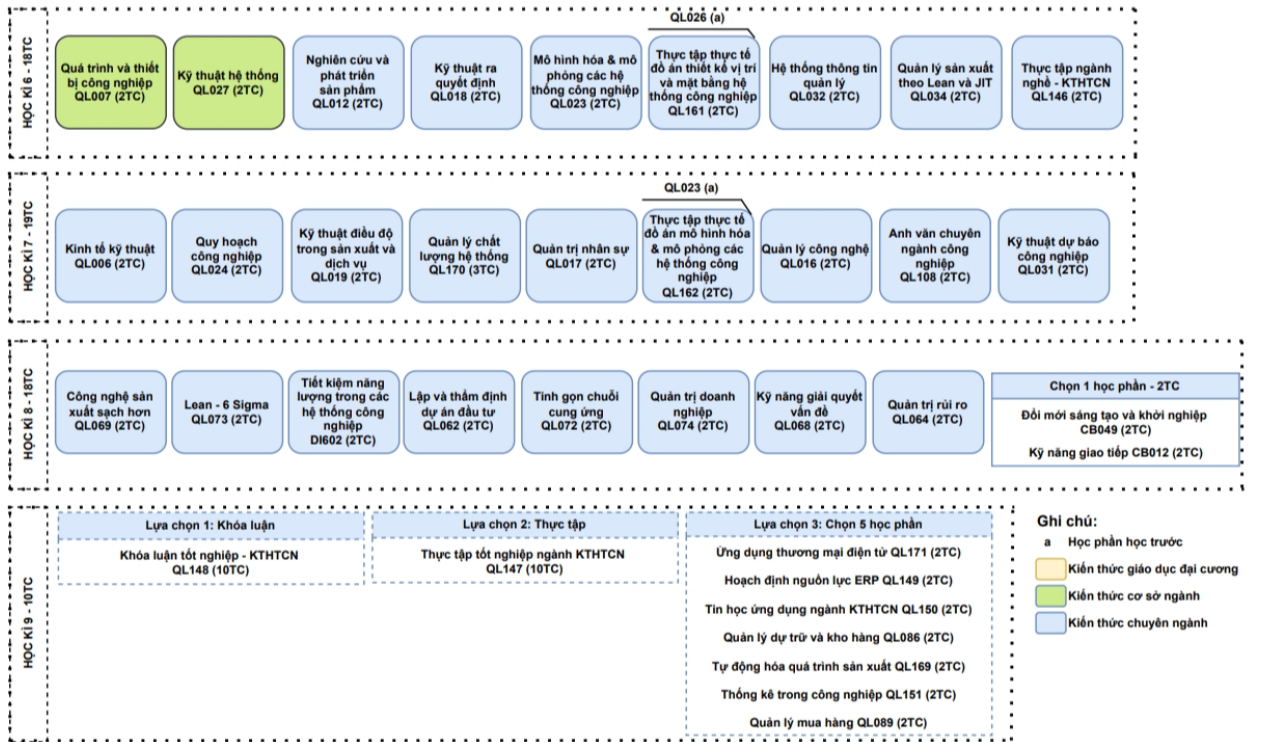 HỌC KÌ 6 - 18TC
QL026 (a)
Quá trình và thiết
bị công nghiệp
QL007 (2TC)
Kỹ thuật hệ thống
QL027 (2TC)
Nghiên cứu và
phát triển
sản phẩm
QL012 (2TC)
Kỹ thuật ra
quyết định
QL018 (2TC)
Mô hình hóa & mô
phỏng các hệ
thống công nghiệp
QL023 (2TC)
Thực tập thực tế
đồ án thiết kế vị trí
và mặt bằng hệ
thống công nghiệp
QL161 (2TC)
Hệ thống thông tin
quản lý
QL032 (2TC)
Quản lý sản xuất
theo Lean và JIT
QL034 (2TC)
Thực tập ngành
nghề - KTHTCN
QL146 (2TC)
HỌC KÌ 7 - 19TC
QL023 (a)
Kinh tế kỹ thuật
QL006 (2TC)
Quy hoạch
công nghiệp
QL024 (2TC)
Kỹ thuật điều độ
trong sản xuất và
dịch vụ
QL019 (2TC)
Quản lý chất
lượng hệ thống
QL170 (3TC)
Quản trị nhân sự
QL017 (2TC)
Thực tập thực tế
đồ án mô hình hóa
& mô phỏng các
hệ thống công
nghiệp
QL162 (2TC)
Quản lý công nghệ
QL016 (2TC)
Anh văn chuyên
ngành công
nghiệp
QL108 (2TC)
Kỹ thuật dự báo
công nghiệp
QL031 (2TC)
HỌC KÌ 8 - 18TC
Công nghệ sản
xuất sạch hơn
QL069 (2TC)
Lean - 6 Sigma
QL073 (2TC)
Tiết kiệm năng
lượng trong các
hệ thống công
nghiệp
DI602 (2TC)
Lập và thẩm định
dự án đầu tư
QL062 (2TC)
Tinh gọn chuỗi
cung ứng
QL072 (2TC)
Quản trị doanh
nghiệp
QL074 (2TC)
Kỹ năng giải quyết
vấn đề
QL068 (2TC)
Quản trị rủi ro
QL064 (2TC)
Chọn 1 học phần - 2TC
Đổi mới sáng tạo và khởi nghiệp
CB049 (2TC)
Kỹ năng giao tiếp CB012 (2TC)
HỌC KÌ 9 - 10TC
Lựa chọn 1: Khóa luận
Khóa luận tốt nghiệp - KTHTCN
QL148 (10TC)
Lựa chọn 2: Thực tập
Thực tập tốt nghiệp ngành KTHTCN
QL147 (10TC)
Lựa chọn 3: Chọn 5 học phần
Ứng dụng thương mại điện tử QL171 (2TC)
Hoạch định nguồn lực ERP QL149 (2TC)
Tin học ứng dụng ngành KTHTCN QL150 (2TC)
Quản lý dự trữ và kho hàng QL086 (2TC)
Tự động hóa quá trình sản xuất QL169 (2TC)
Thống kê trong công nghiệp QL151 (2TC)
Quản lý mua hàng QL089 (2TC)
Ghi chú:
a Học phần học trước
Kiến thức giáo dục đại cương
Kiến thức cơ sở ngành
Kiến thức chuyên ngành